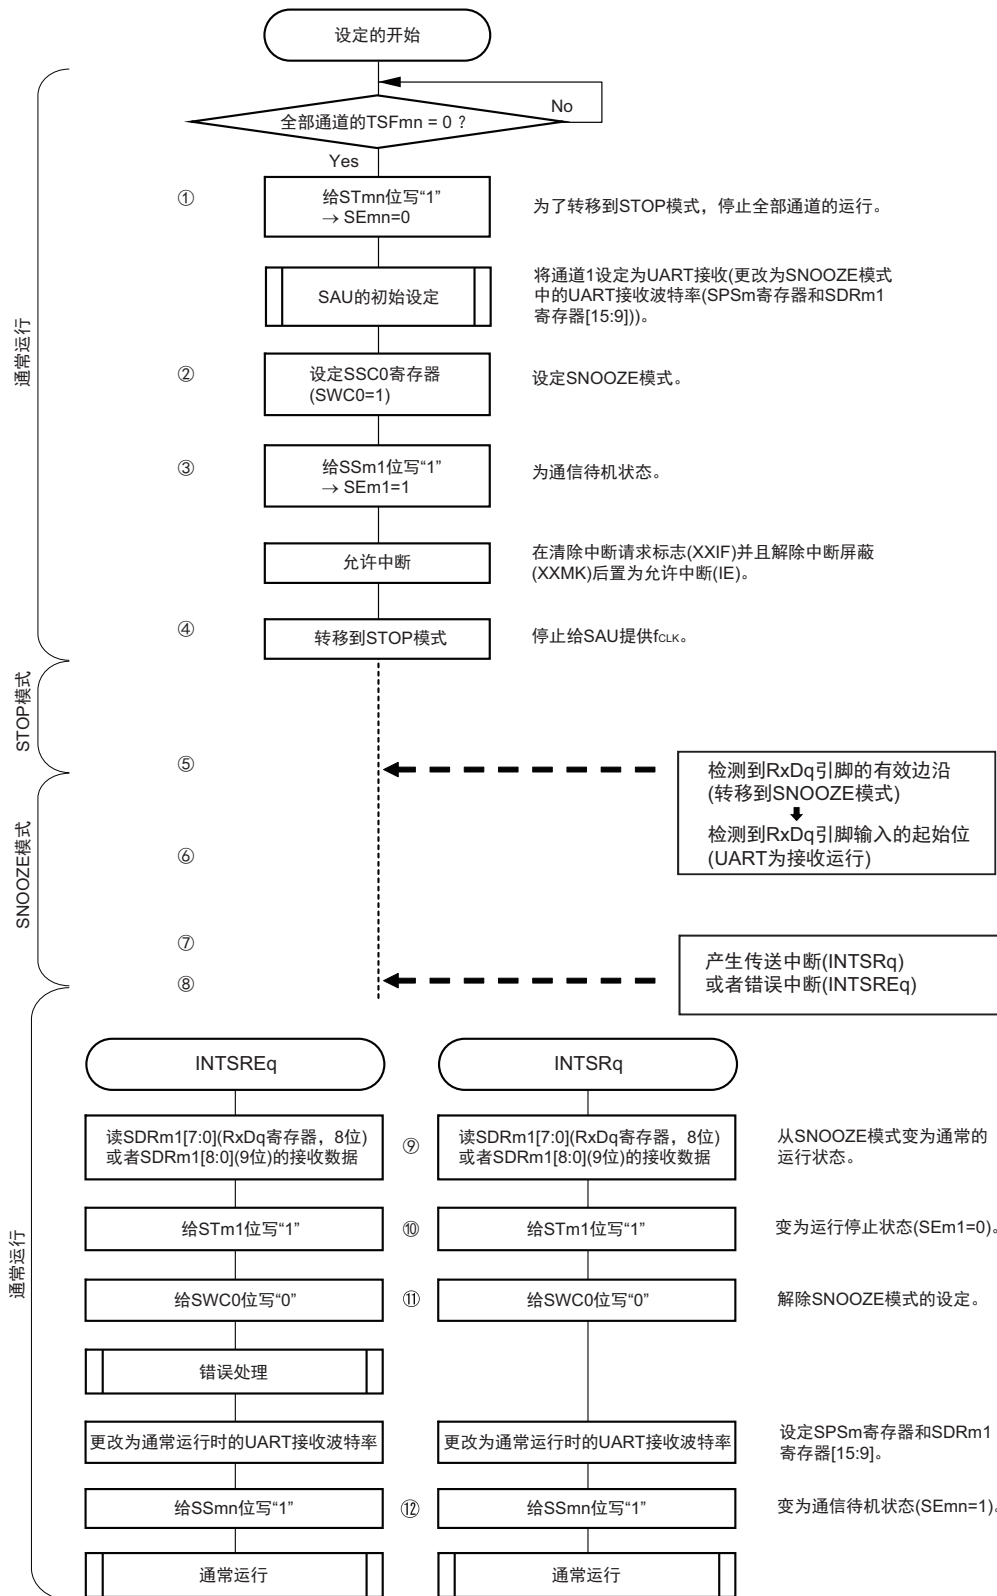 设定的开始
No
全部通道的TSFmn = 0 ？
Yes
①
给STmn位写“1”
→ SEmn=0
为了转移到STOP模式，停止全部通道的运行。
SAU的初始设定
将通道1设定为UART接收(更改为SNOOZE模式
中的UART接收波特率(SPSm寄存器和SDRm1
寄存器[15:9]))。
通常运行
②
设定SSC0寄存器
(SWC0=1)
设定SNOOZE模式。
③
给SSm1位写“1”
→ SEm1=1
为通信待机状态。
允许中断
在清除中断请求标志(XXIF)并且解除中断屏蔽
(XXMK)后置为允许中断(IE)。
④
转移到STOP模式
停止给SAU提供fCLK。
STOP模式
⑤
检测到RxDq引脚的有效边沿
(转移到SNOOZE模式)
检测到RxDq引脚输入的起始位
(UART为接收运行)
SNOOZE模式
⑥
⑦
⑧
产生传送中断(INTSRq)
或者错误中断(INTSREq)
INTSREq
INTSRq
读SDRm1[7:0](RxDq寄存器，8位)
或者SDRm1[8:0](9位)的接收数据
⑨
读SDRm1[7:0](RxDq寄存器，8位)
或者SDRm1[8:0](9位)的接收数据
从SNOOZE模式变为通常的
运行状态。
给STm1位写“1”
⑩
给STm1位写“1”
变为运行停止状态(SEm1=0)。
通常运行
给SWC0位写“0”
⑪
给SWC0位写“0”
解除SNOOZE模式的设定。
错误处理
更改为通常运行时的UART接收波特率
更改为通常运行时的UART接收波特率
设定SPSm寄存器和SDRm1
寄存器[15:9]。
给SSmn位写“1”
⑫
给SSmn位写“1”
变为通信待机状态(SEmn=1)。
通常运行
通常运行